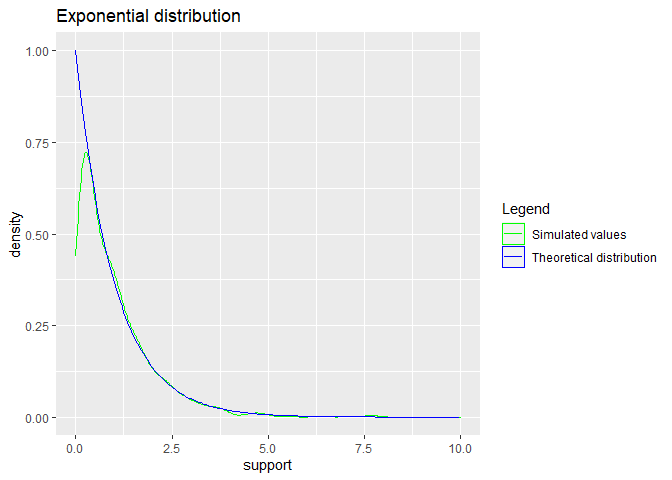 Exponential distribution
1.00
0.75
0.50
0.25
0.00
density
0.0 2.5 5.0 7.5 10.0
support
Legend
Simulated values
Theoretical distribution